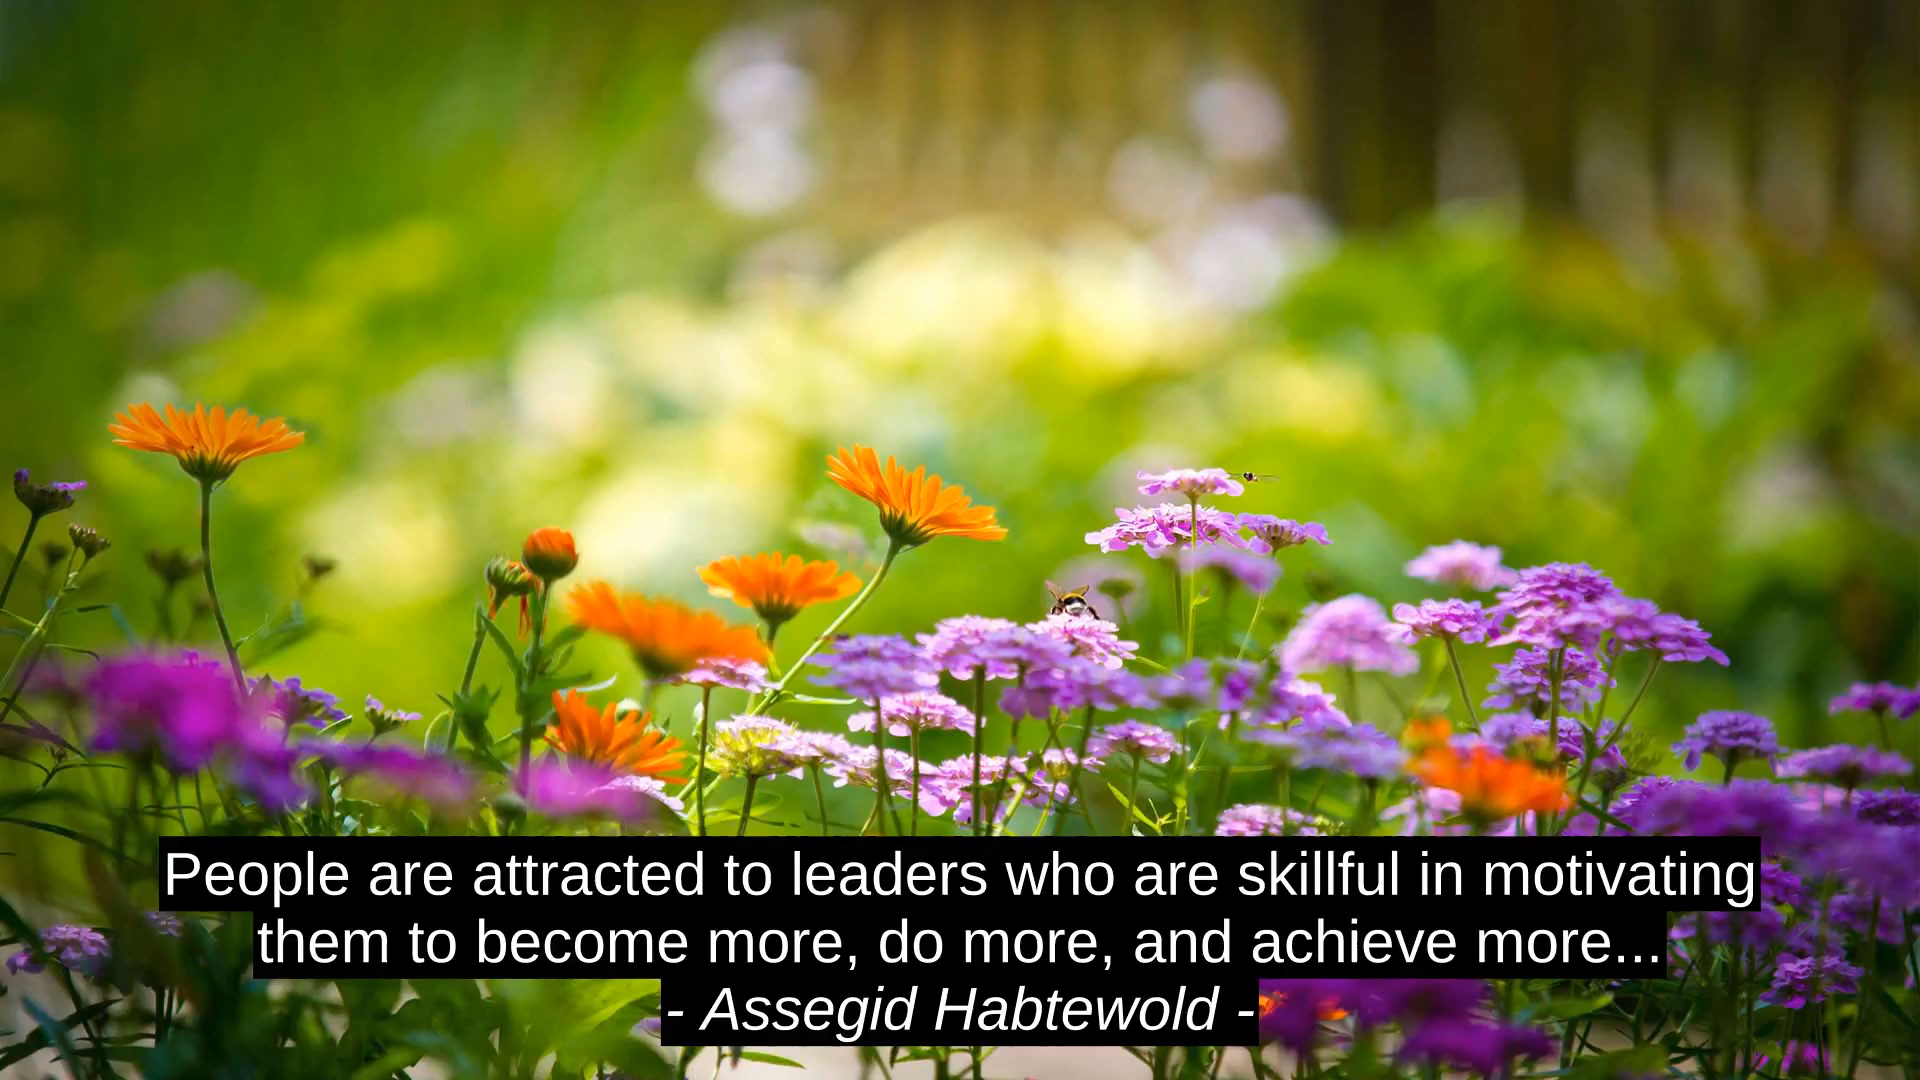 People are attracted to leaders who are skillful in motivating
them to become more, do more, and achieve more...
- Assegid Habtewold -